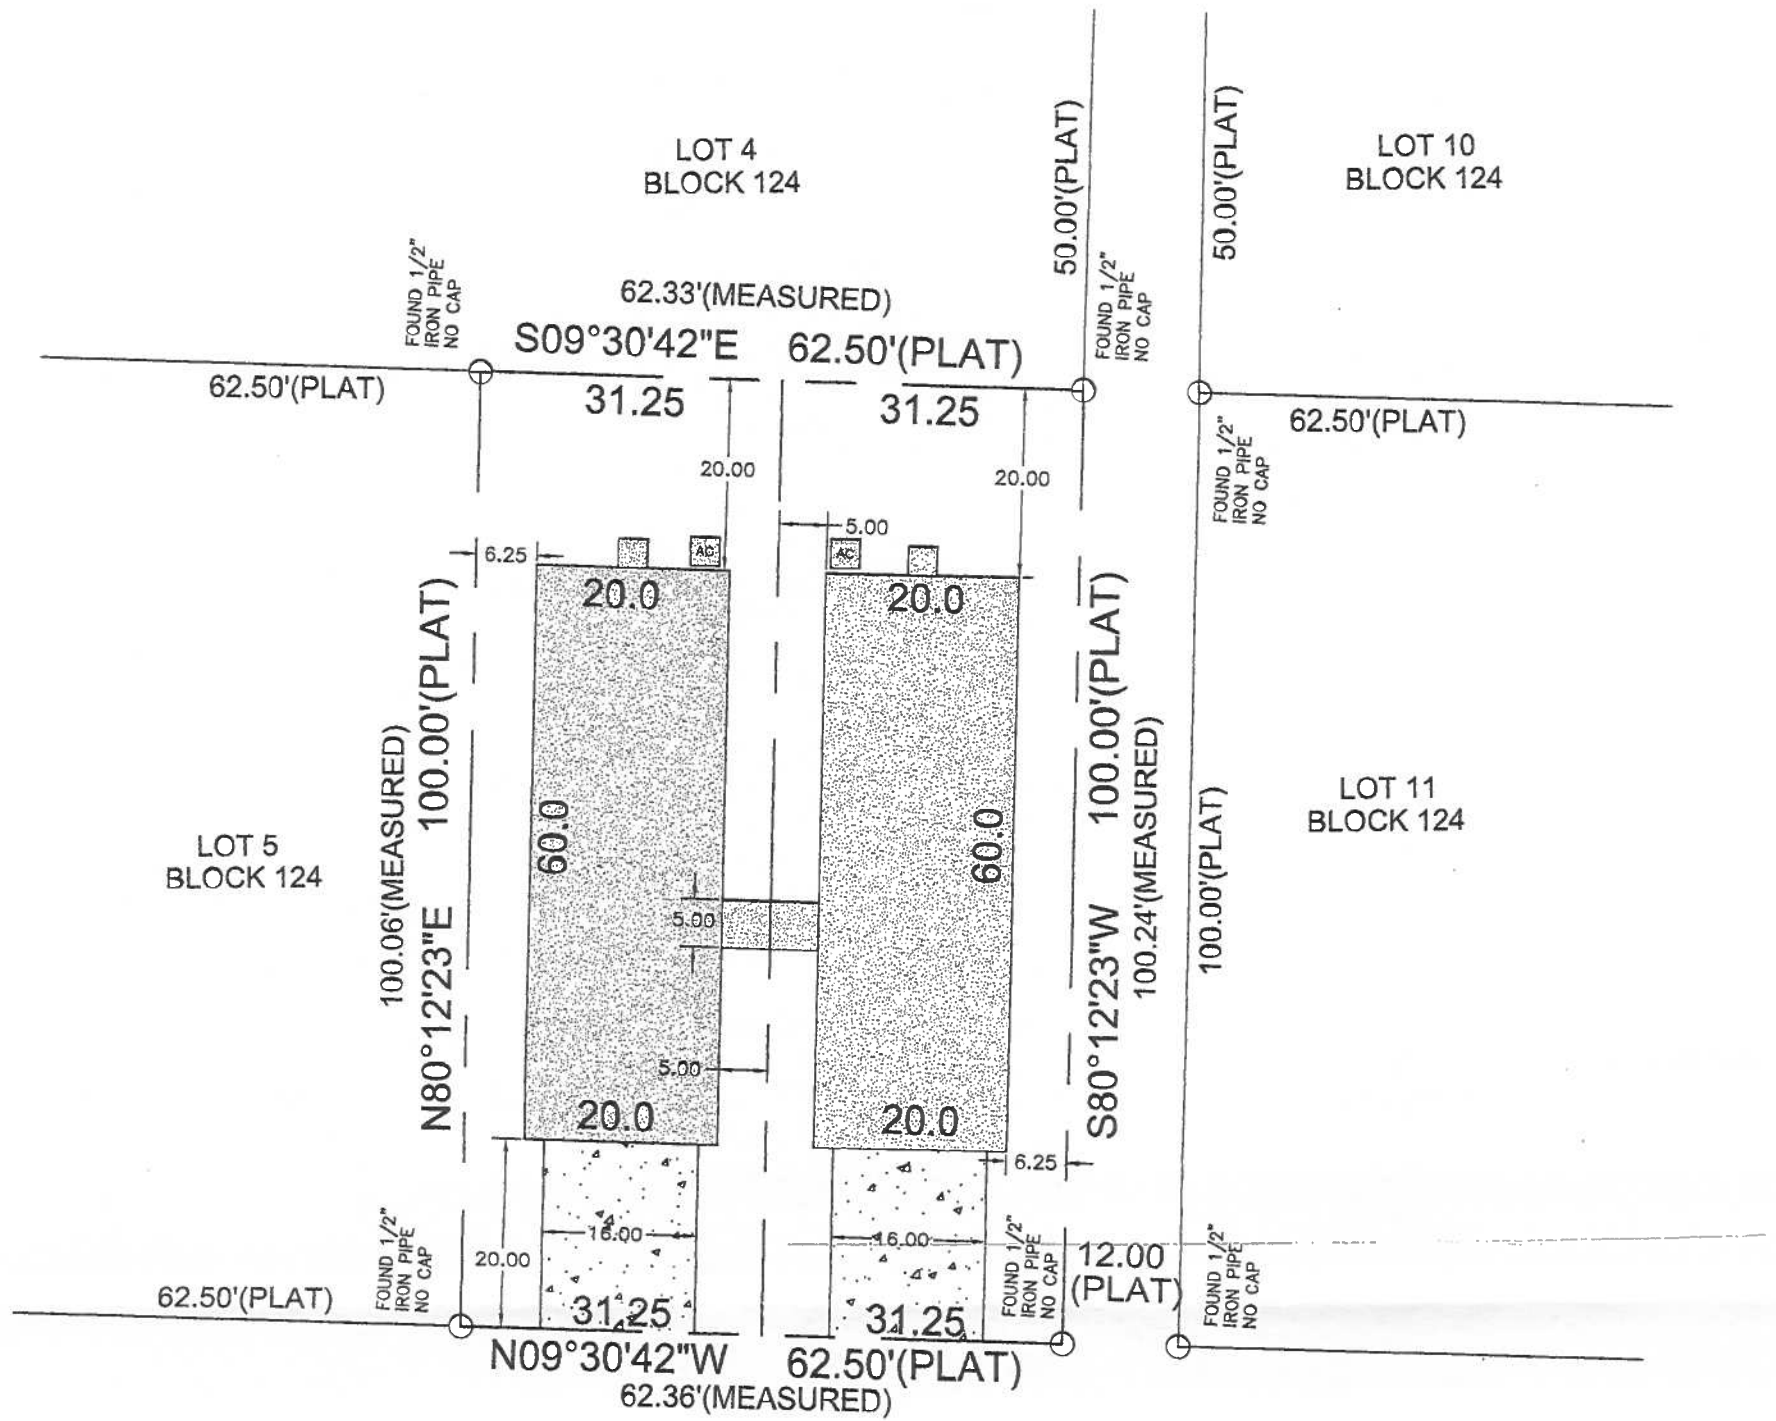 LOT 4
BLOCK 124
50.00'(PLAT)
50.00'(PLAT)
LOT 10
BLOCK 124
FOUND 1/2"
IRON PIPE
NO CAP
62.33'(MEASURED)
S09°30'42"E 62.50'(PLAT)
FOUND 1/2"
IRON PIPE
NO CAP
62.50'(PLAT)
31.25
31.25
62.50'(PLAT)
FOUND 1/2"
IRON PIPE
NO CAP
20.00
20.00
5.00
6.25
AC
AC
20.0
20.0
N80°12'23"E 100.00'(PLAT)
100.06'(MEASURED)
60.0
60.0
S80°12'23"W 100.00'(PLAT)
100.24'(MEASURED)
100.00'(PLAT)
LOT 11
BLOCK 124
LOT 5
BLOCK 124
5.00
5.00
20.0
20.0
6.25
16.00
16.00
20.00
FOUND 1/2"
IRON PIPE
NO CAP
FOUND 1/2"
IRON PIPE
NO CAP
12.00
(PLAT)
FOUND 1/2"
IRON PIPE
NO CAP
62.50'(PLAT)
31.25
31.25
N09°30'42"W 62.50'(PLAT)
62.36'(MEASURED)